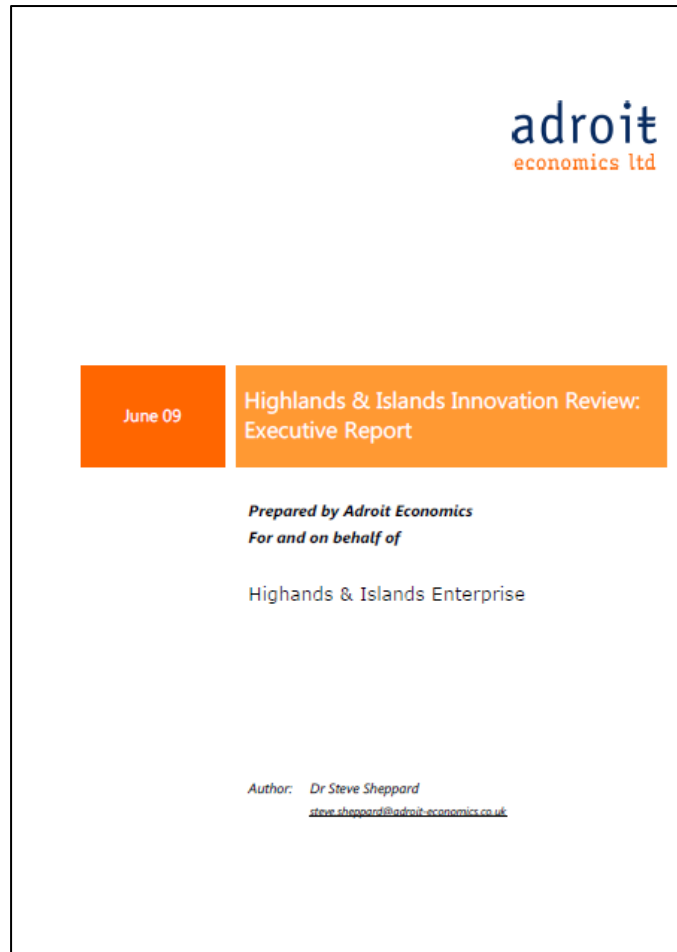 adroit
economics ltd
June 09
Highlands & Islands Innovation Review:
Executive Report
Prepared by Adroit Economics
For and on behalf of
Highands & Islands Enterprise
Author: Dr Steve Sheppard
steve.sheppard@adroit-economics.co.uk